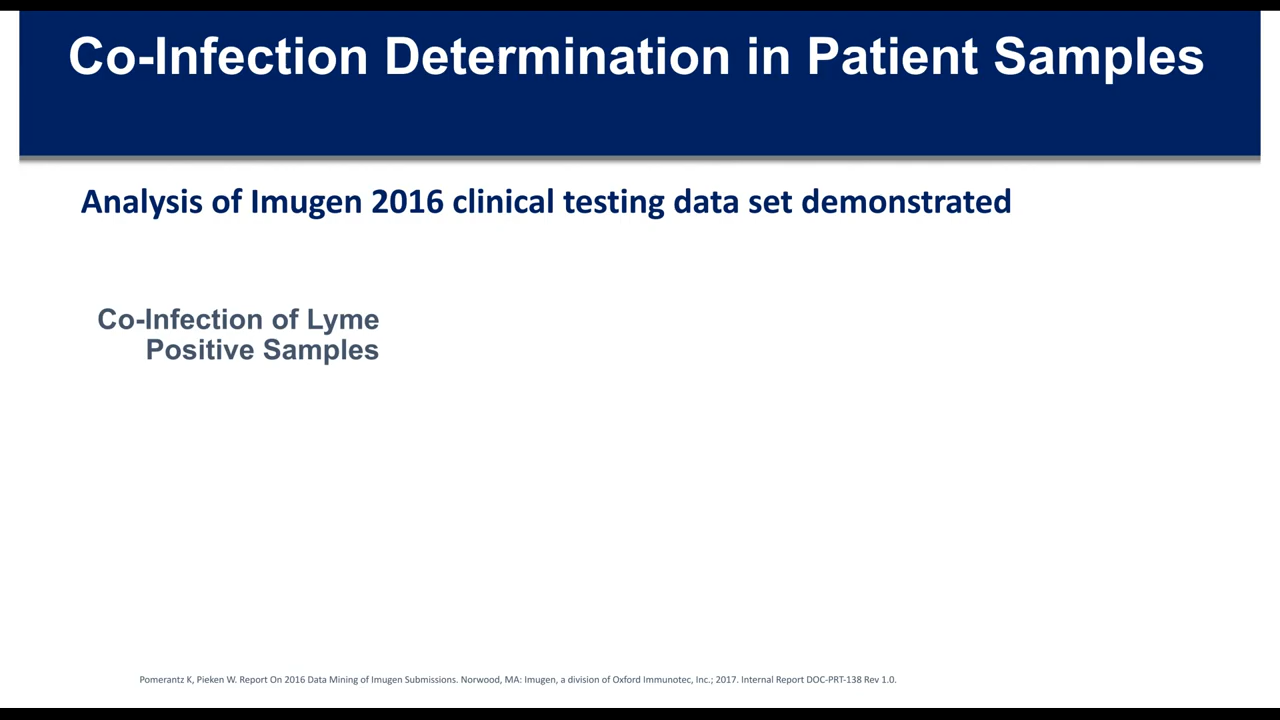 Co-Infection Determination in Patient Samples
Analysis of Imugen 2016 clinical testing data set demonstrated
Co-Infection of Lyme
Positive Samples
Pomerantz K, Pieken W. Report On 2016 Data Mining of Imugen Submissions. Norwood, MA: Imugen, a division of Oxford Immunotec, Inc.; 2017. Internal Report DOC-PRT-138 Rev 1.0.